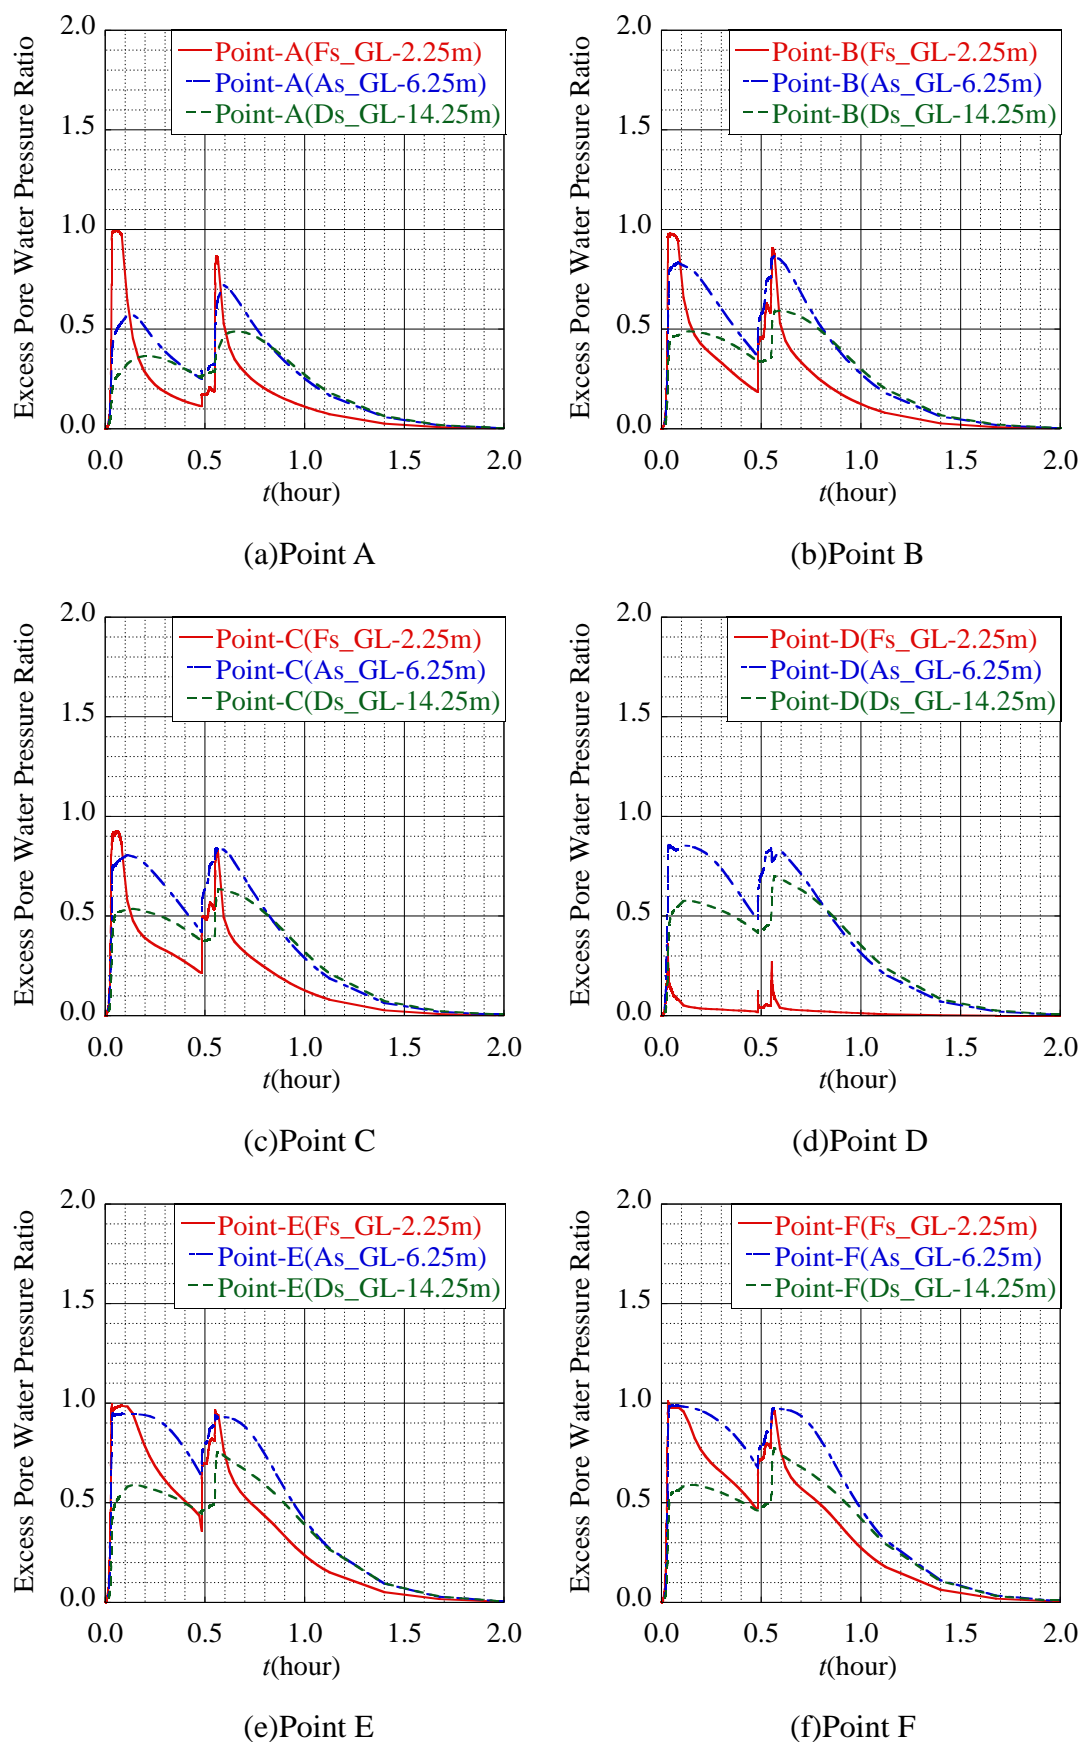 Excess Pore Water Pressure Ratio
2.0
1.5
1.0
0.5
0.0
Point-A(Fs_GL-2.25m)
Point-A(As_GL-6.25m)
Point-A(Ds_GL-14.25m)
0.0 0.5 1.0 1.5 2.0
t(hour)
(a)Point A
Excess Pore Water Pressure Ratio
2.0
1.5
1.0
0.5
0.0
Point-B(Fs_GL-2.25m)
Point-B(As_GL-6.25m)
Point-B(Ds_GL-14.25m)
0.0 0.5 1.0 1.5 2.0
t(hour)
(b)Point B
Excess Pore Water Pressure Ratio
2.0
1.5
1.0
0.5
0.0
Point-C(Fs_GL-2.25m)
Point-C(As_GL-6.25m)
Point-C(Ds_GL-14.25m)
0.0 0.5 1.0 1.5 2.0
t(hour)
(c)Point C
Excess Pore Water Pressure Ratio
2.0
1.5
1.0
0.5
0.0
Point-D(Fs_GL-2.25m)
Point-D(As_GL-6.25m)
Point-D(Ds_GL-14.25m)
0.0 0.5 1.0 1.5 2.0
t(hour)
(d)Point D
Excess Pore Water Pressure Ratio
2.0
1.5
1.0
0.5
0.0
Point-E(Fs_GL-2.25m)
Point-E(As_GL-6.25m)
Point-E(Ds_GL-14.25m)
0.0 0.5 1.0 1.5 2.0
t(hour)
(e)Point E
Excess Pore Water Pressure Ratio
2.0
1.5
1.0
0.5
0.0
Point-F(Fs_GL-2.25m)
Point-F(As_GL-6.25m)
Point-F(Ds_GL-14.25m)
0.0 0.5 1.0 1.5 2.0
t(hour)
(f)Point F